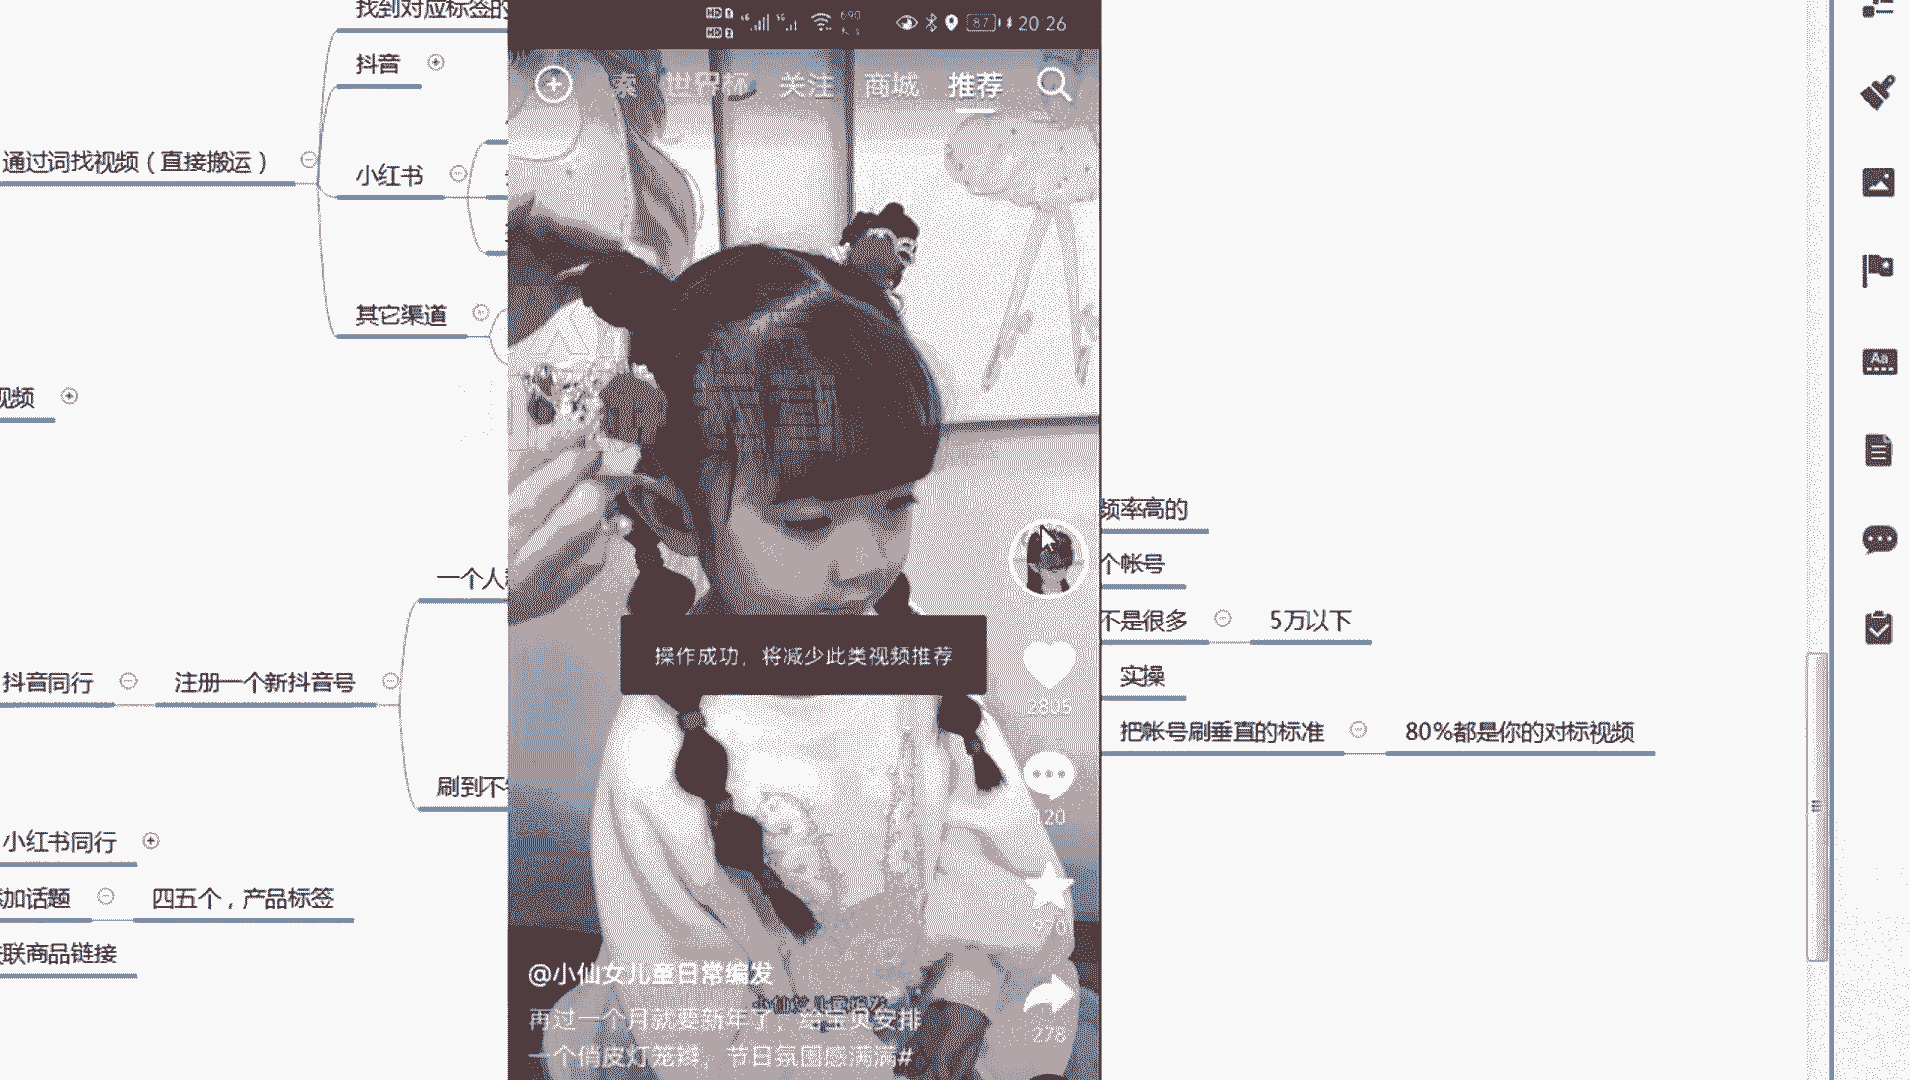 找到对应标签的
抖音
通过词找视频（直接搬运）
小红书
其它渠道
视频
一个人
抖音同行
注册一个新抖音号
刷到不
小红书同行
加话题
四五个，产品标签
联商品链接
87
20 26
索 世界杯 关注 商城 推荐
操作成功，将减少此类视频推荐
2805
120
970
278
@小仙女儿童日常编发
再过一个月就要新年了，给宝贝安排
一个俏皮灯笼辫，节日氛围感满满#
频率高的
个帐号
不是很多
5万以下
实操
把帐号刷垂直的标准
80%都是你的对标视频
Aa